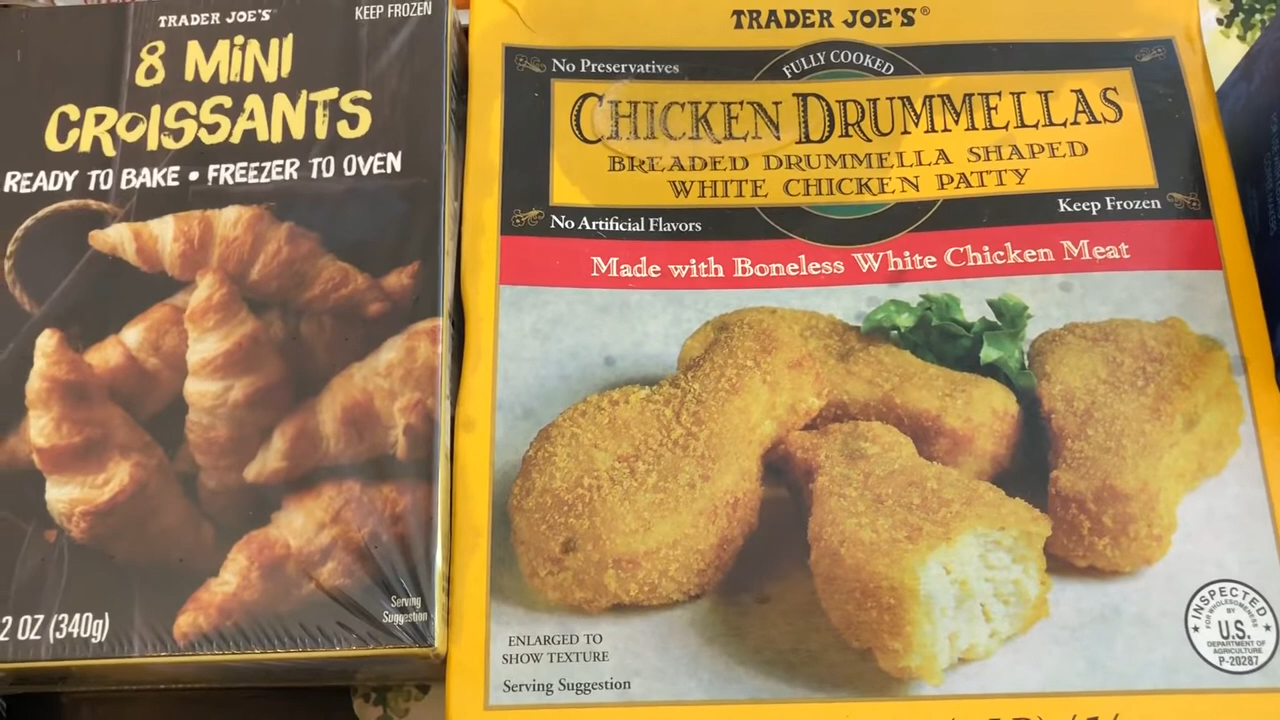 TRADER JOE'S
KEEP FROZEN
8 MINI
CROISSANTS
READY TO BAKE • FREEZER TO OVEN
2 OZ (340g)
Serving
Suggestion
TRADER JOE'S®
No Preservatives
FULLY COOKED
CHICKEN DRUMMELLAS
BREADED DRUMMELLA SHAPED
WHITE CHICKEN PATTY
No Artificial Flavors
Keep Frozen
Made with Boneless White Chicken Meat
ENLARGED TO
SHOW TEXTURE
Serving Suggestion
INSPECTED
FOR WHOLESOMENESS
BY
U.S.
DEPARTMENT OF
AGRICULTURE
P-20287